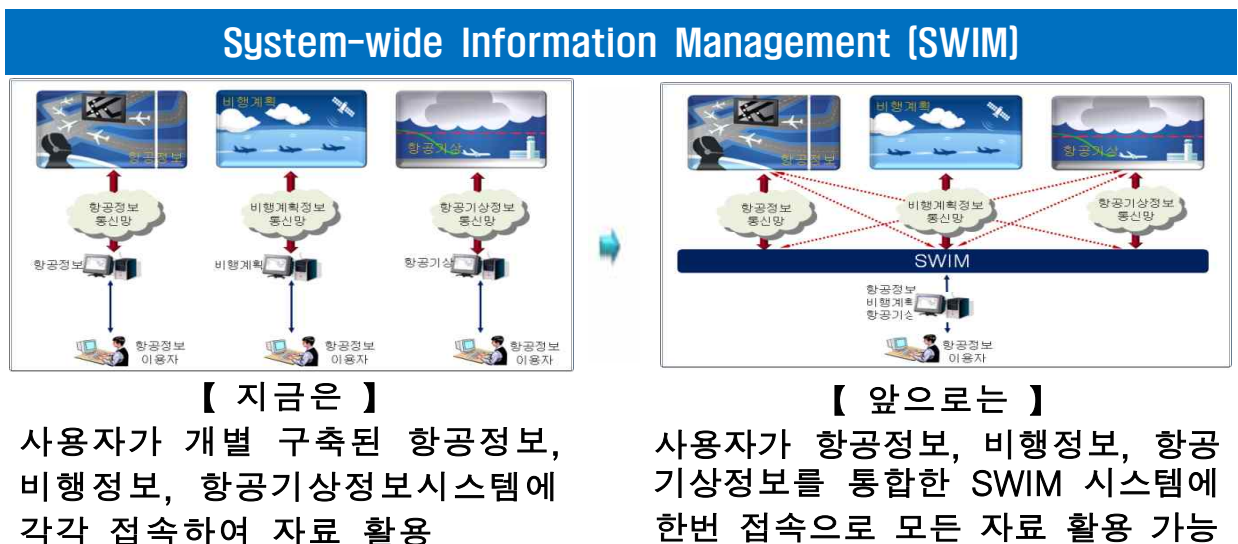 System-wide Information Management (SWIM)
항공정보
비행계획
항공기상
항공정보
통신망
비행계획정보
통신망
항공기상정보
통신망
항공정보
비행계획
항공기상
항공정보
이용자
항공정보
이용자
항공정보
이용자
【 지금은 】
사용자가 개별 구축된 항공정보,
비행정보, 항공기상정보시스템에
각각 접속하여 자료 활용
항공정보
비행계획
항공기상
항공정보
통신망
비행계획정보
통신망
항공기상정보
통신망
SWIM
항공정보
비행계획
항공기상
항공정보
이용자
【 앞으로는 】
사용자가 항공정보, 비행정보, 항공
기상정보를 통합한 SWIM 시스템에
한번 접속으로 모든 자료 활용 가능